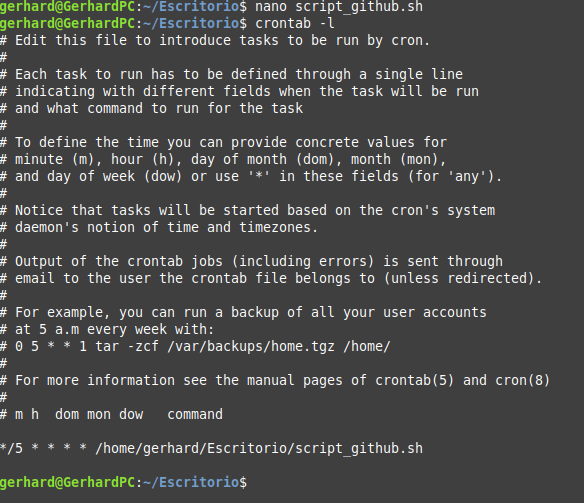 gerhard@GerhardPC:~/Escritorio$ nano script_github.sh
gerhard@GerhardPC:~/Escritorio$ crontab -l
# Edit this file to introduce tasks to be run by cron.
#
# Each task to run has to be defined through a single line
# indicating with different fields when the task will be run
# and what command to run for the task
#
# To define the time you can provide concrete values for
# minute (m), hour (h), day of month (dom), month (mon),
# and day of week (dow) or use '*' in these fields (for 'any').
#
# Notice that tasks will be started based on the cron's system
# daemon's notion of time and timezones.
#
# Output of the crontab jobs (including errors) is sent through
# email to the user the crontab file belongs to (unless redirected).
#
# For example, you can run a backup of all your user accounts
# at 5 a.m every week with:
# 0 5 * * 1 tar -zcf /var/backups/home.tgz /home/
#
# For more information see the manual pages of crontab(5) and cron(8)
#
# m h  dom mon dow   command
*/5 * * * * /home/gerhard/Escritorio/script_github.sh
gerhard@GerhardPC:~/Escritorio$